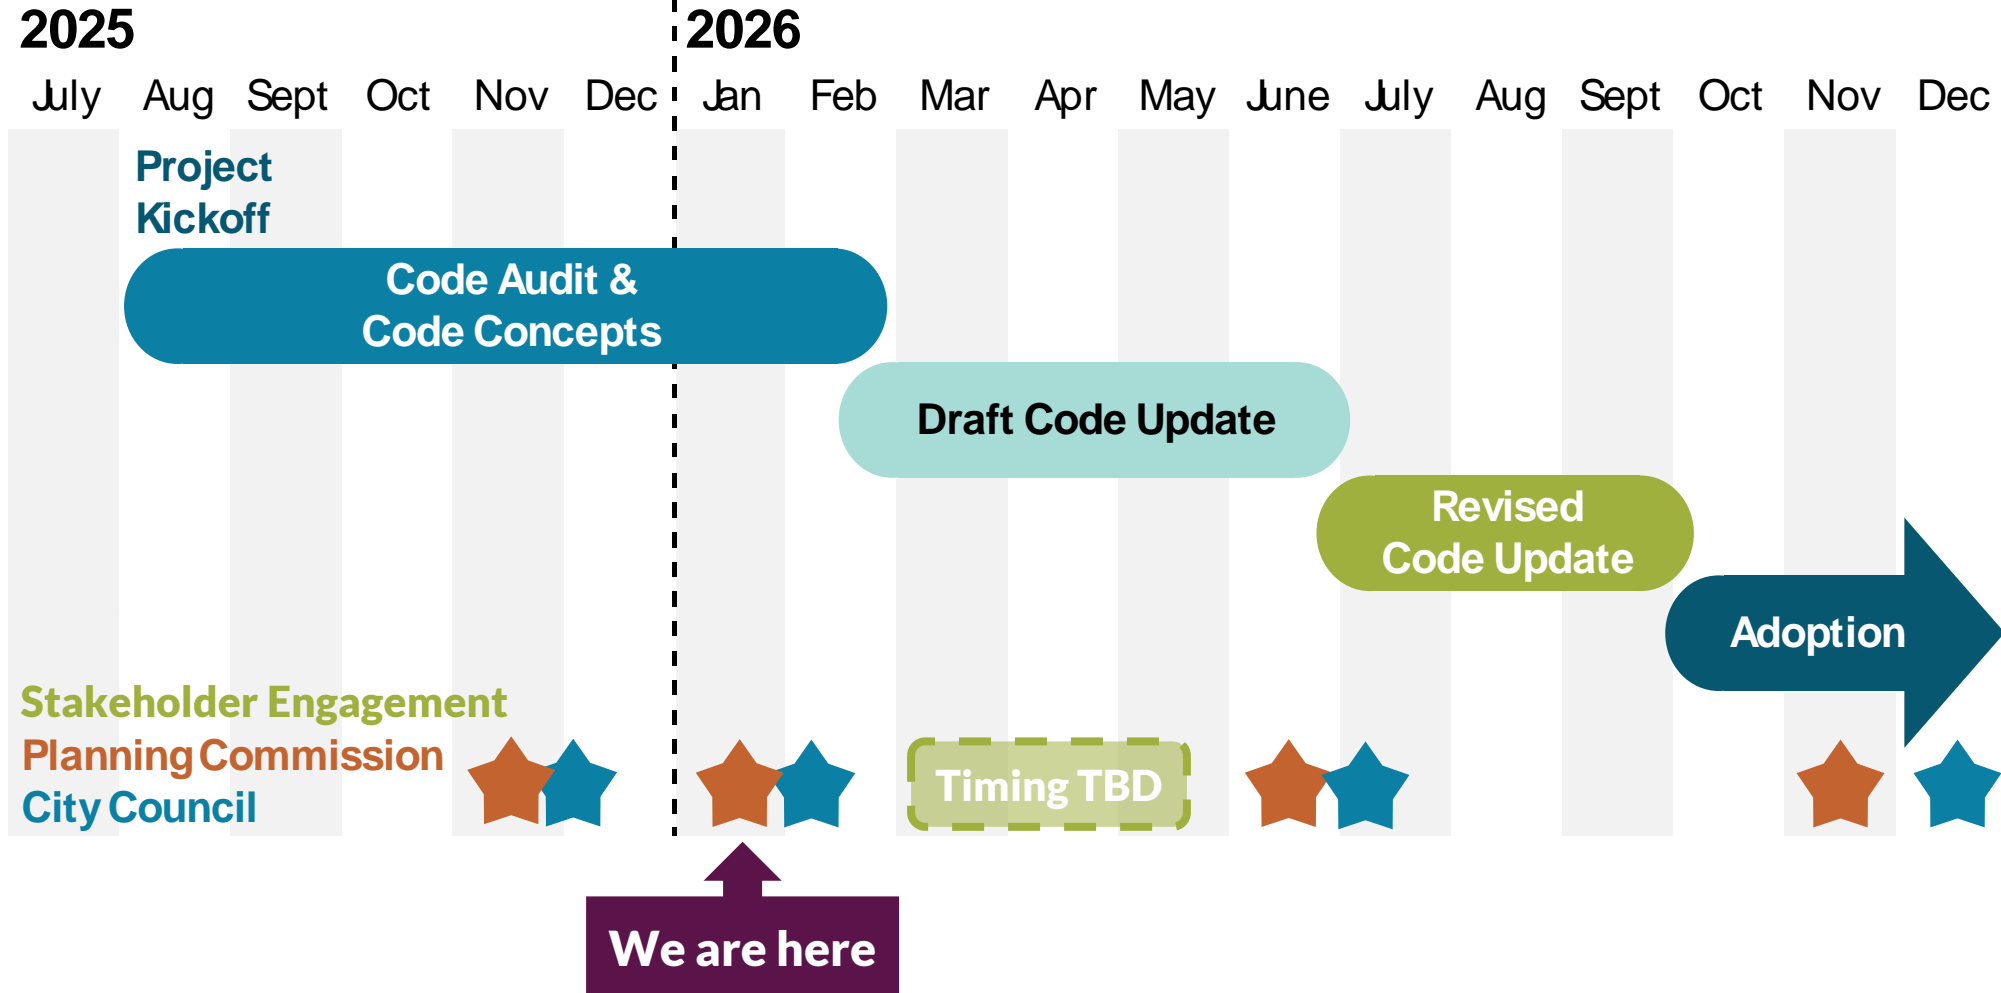 2025 2026
July Aug Sept Oct Nov Dec Jan Feb Mar Apr May June July Aug Sept Oct Nov Dec
Project
Kickoff
Code Audit &
Code Concepts
Draft Code Update
Revised
Code Update
Adoption
Stakeholder Engagement
Planning Commission
City Council
Timing TBD
We are here